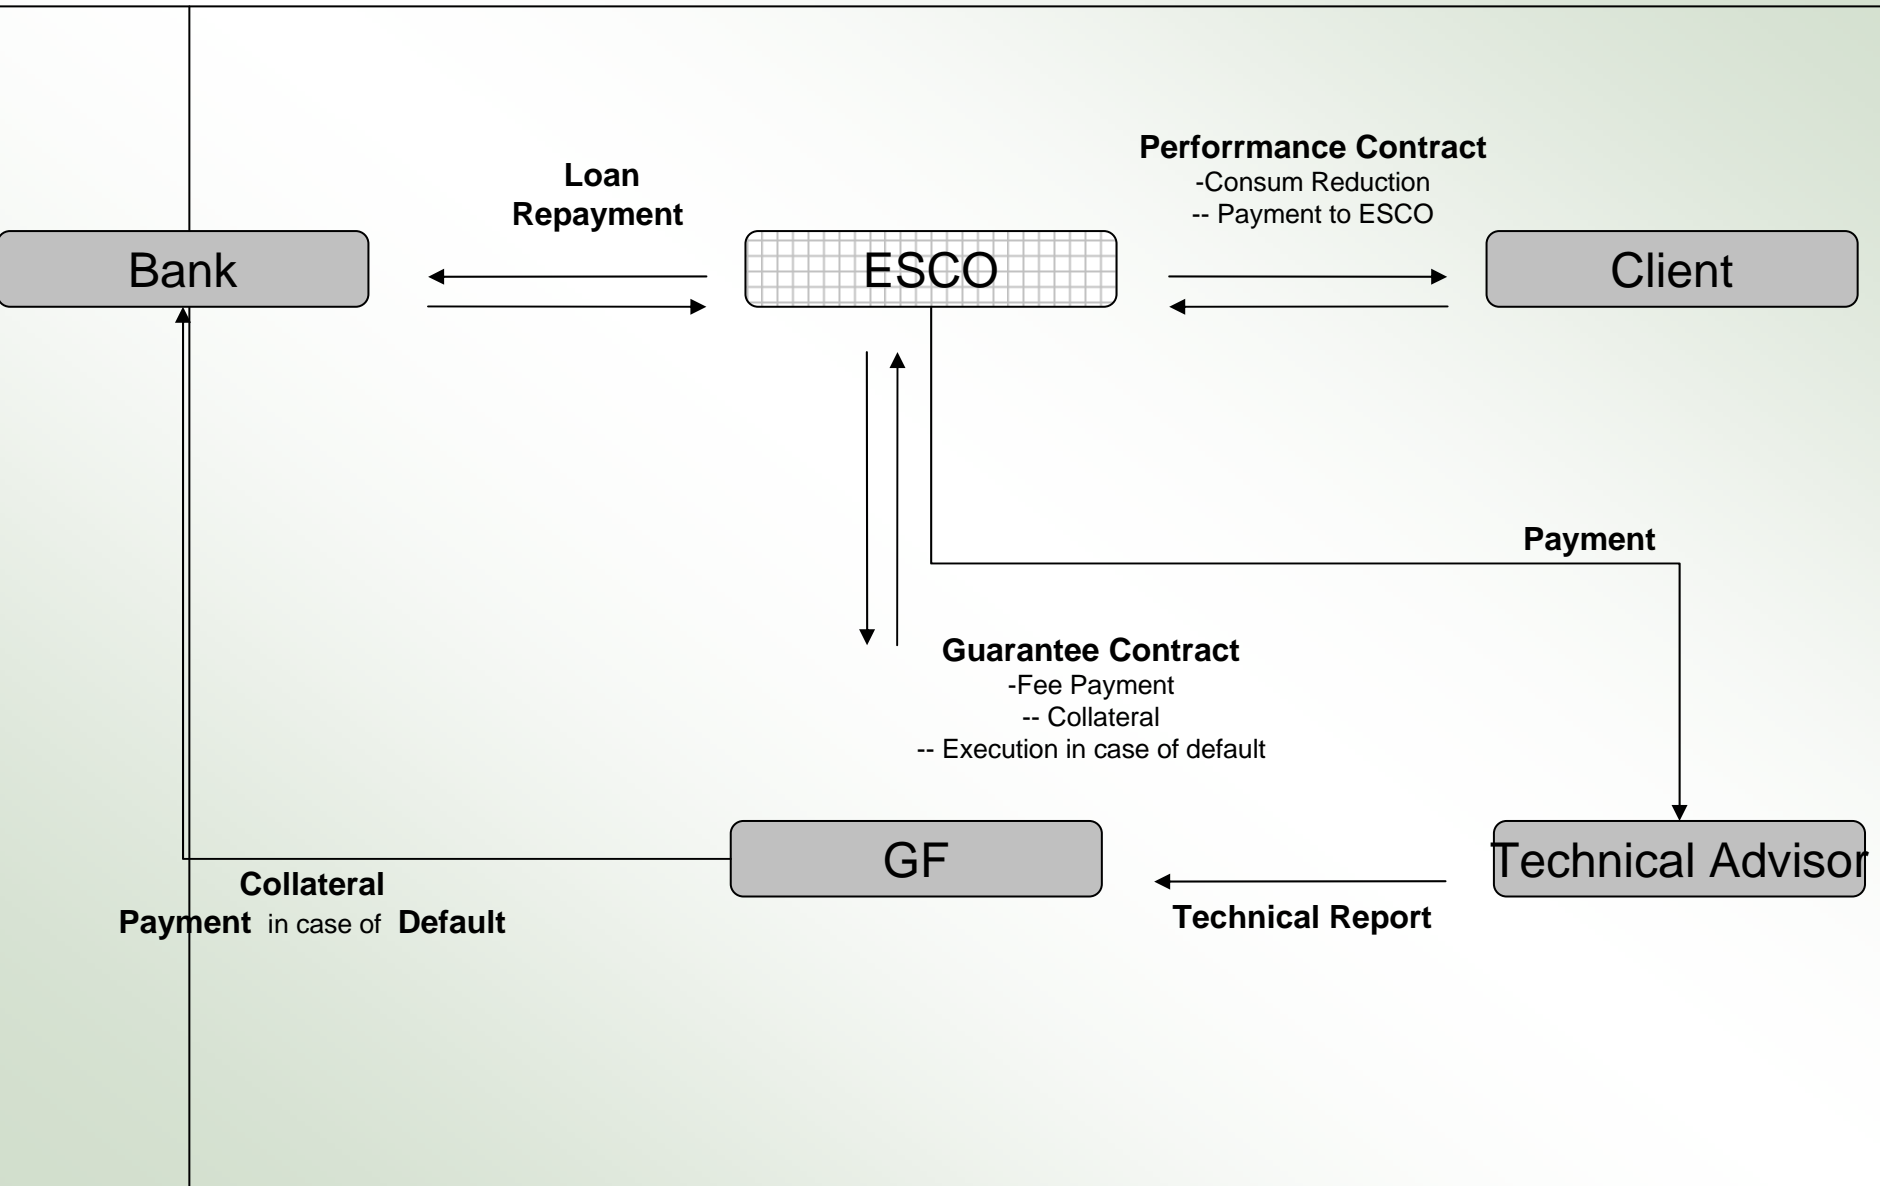 Perforrmance Contract
-Consum Reduction
-- Payment to ESCO
Loan
Repayment
Bank
ESCO
Client
Payment
Guarantee Contract
-Fee Payment
-- Collateral
-- Execution in case of default
GF
Technical Advisor
Collateral
Payment in case of Default
Technical Report